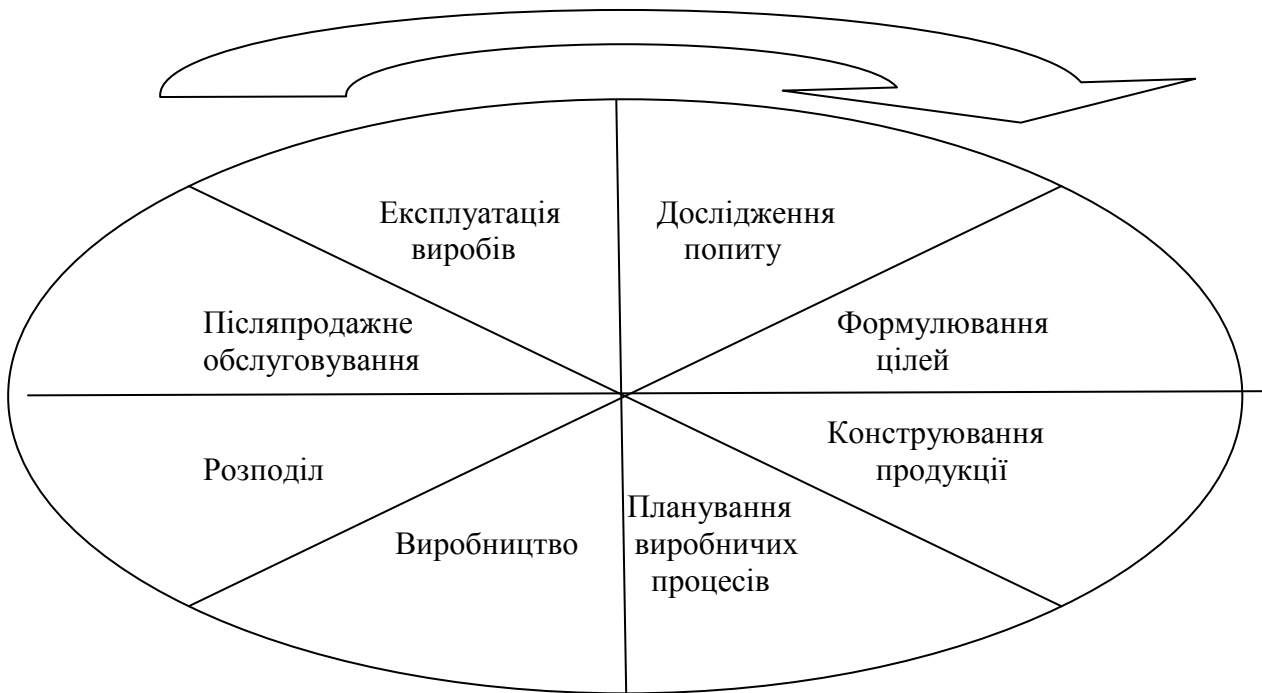 Експлуатація
виробів
Дослідження
попиту
Формулювання
цілей
Конструювання
продукції
Планування
виробничих
процесів
Виробництво
Розподіл
Післяпродажне
обслуговування